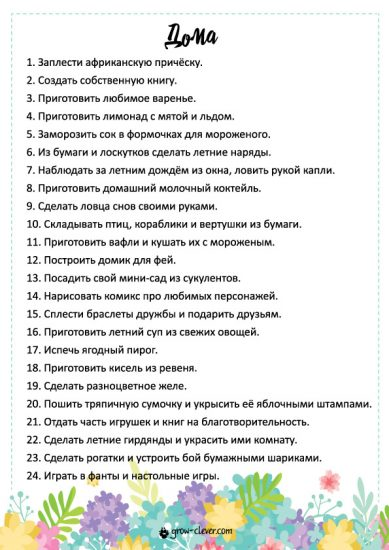 Дома
1. Заплести африканскую причёску.
2. Создать собственную книгу.
3. Приготовить любимое варенье.
4. Приготовить лимонад с мятой и льдом.
5. Заморозить сок в формочках для мороженого.
6. Из бумаги и лоскутков сделать летние наряды.
7. Наблюдать за летним дождём из окна, ловить рукой капли.
8. Приготовить домашний молочный коктейль.
9. Сделать ловца снов своими руками.
10. Складывать птиц, кораблики и вертушки из бумаги.
11. Приготовить вафли и кушать их с мороженым.
12. Построить домик для фей.
13. Посадить свой мини-сад из сукулентов.
14. Нарисовать комикс про любимых персонажей.
15. Сплести браслеты дружбы и подарить друзьям.
16. Приготовить летний суп из свежих овощей.
17. Испечь ягодный пирог.
18. Приготовить кисель из ревеня.
19. Сделать разноцветное желе.
20. Пошить тряпичную сумочку и укрысить её яблочными штампами.
21. Отдать часть игрушек и книг на благотворительность.
22. Сделать летние гирдянды и украсить ими комнату.
23. Сделать рогатки и устроить бой бумажными шариками.
24. Играть в фанты и настольные игры.
grow-clever.com